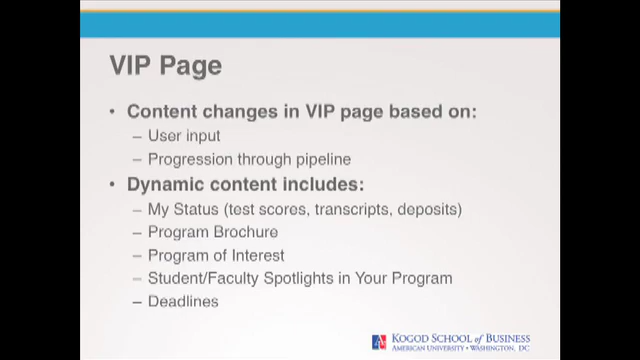 VIP Page
• Content changes in VIP page based on:
– User input
– Progression through pipeline
• Dynamic content includes:
– My Status (test scores, transcripts, deposits)
– Program Brochure
– Program of Interest
– Student/Faculty Spotlights in Your Program
– Deadlines
KOGOD SCHOOL of BUSINESS
AMERICAN UNIVERSITY • WASHINGTON, DC